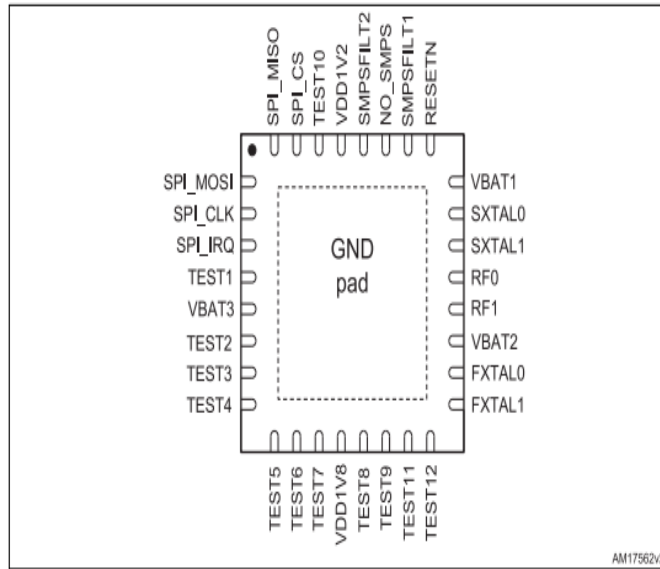 SPI_MISO
SPI_CS
TEST10
VDD1V2
SMPSFILT2
NO_SMPS
SMPSFILT1
RESETN
SPI_MOSI
SPI_CLK
SPI_IRQ
TEST1
VBAT3
TEST2
TEST3
TEST4
GND
pad
VBAT1
SXTAL0
SXTAL1
RF0
RF1
VBAT2
FXTAL0
FXTAL1
TEST5
TEST6
TEST7
VDD1V8
TEST8
TEST9
TEST11
TEST12